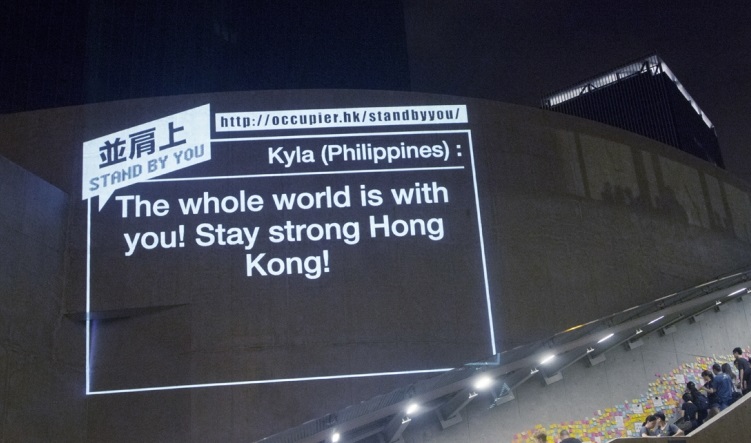 http://occupier.hk/standbyyou/
並肩上
STAND BY YOU
Kyla (Philippines) :
The whole world is with
you! Stay strong Hong
Kong!